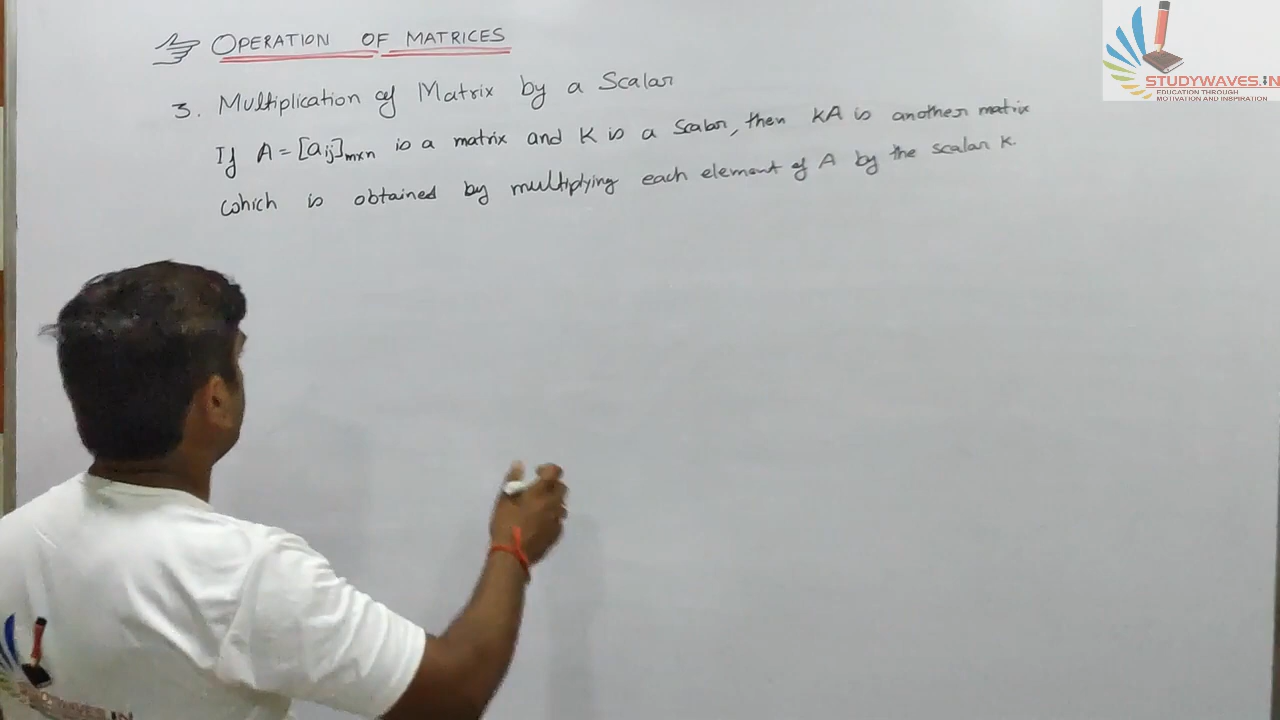 OPERATION OF MATRICES
3. Multiplication of Matrix by a Scalar
If A = [aij]m×n is a matrix and K is a Scalar, then KA is another matrix
which is obtained by multiplying each element of A by the scalar K.
STUDYWAVES.IN
EDUCATION THROUGH
MOTIVATION AND INSPIRATION
STUDYWAVES.IN